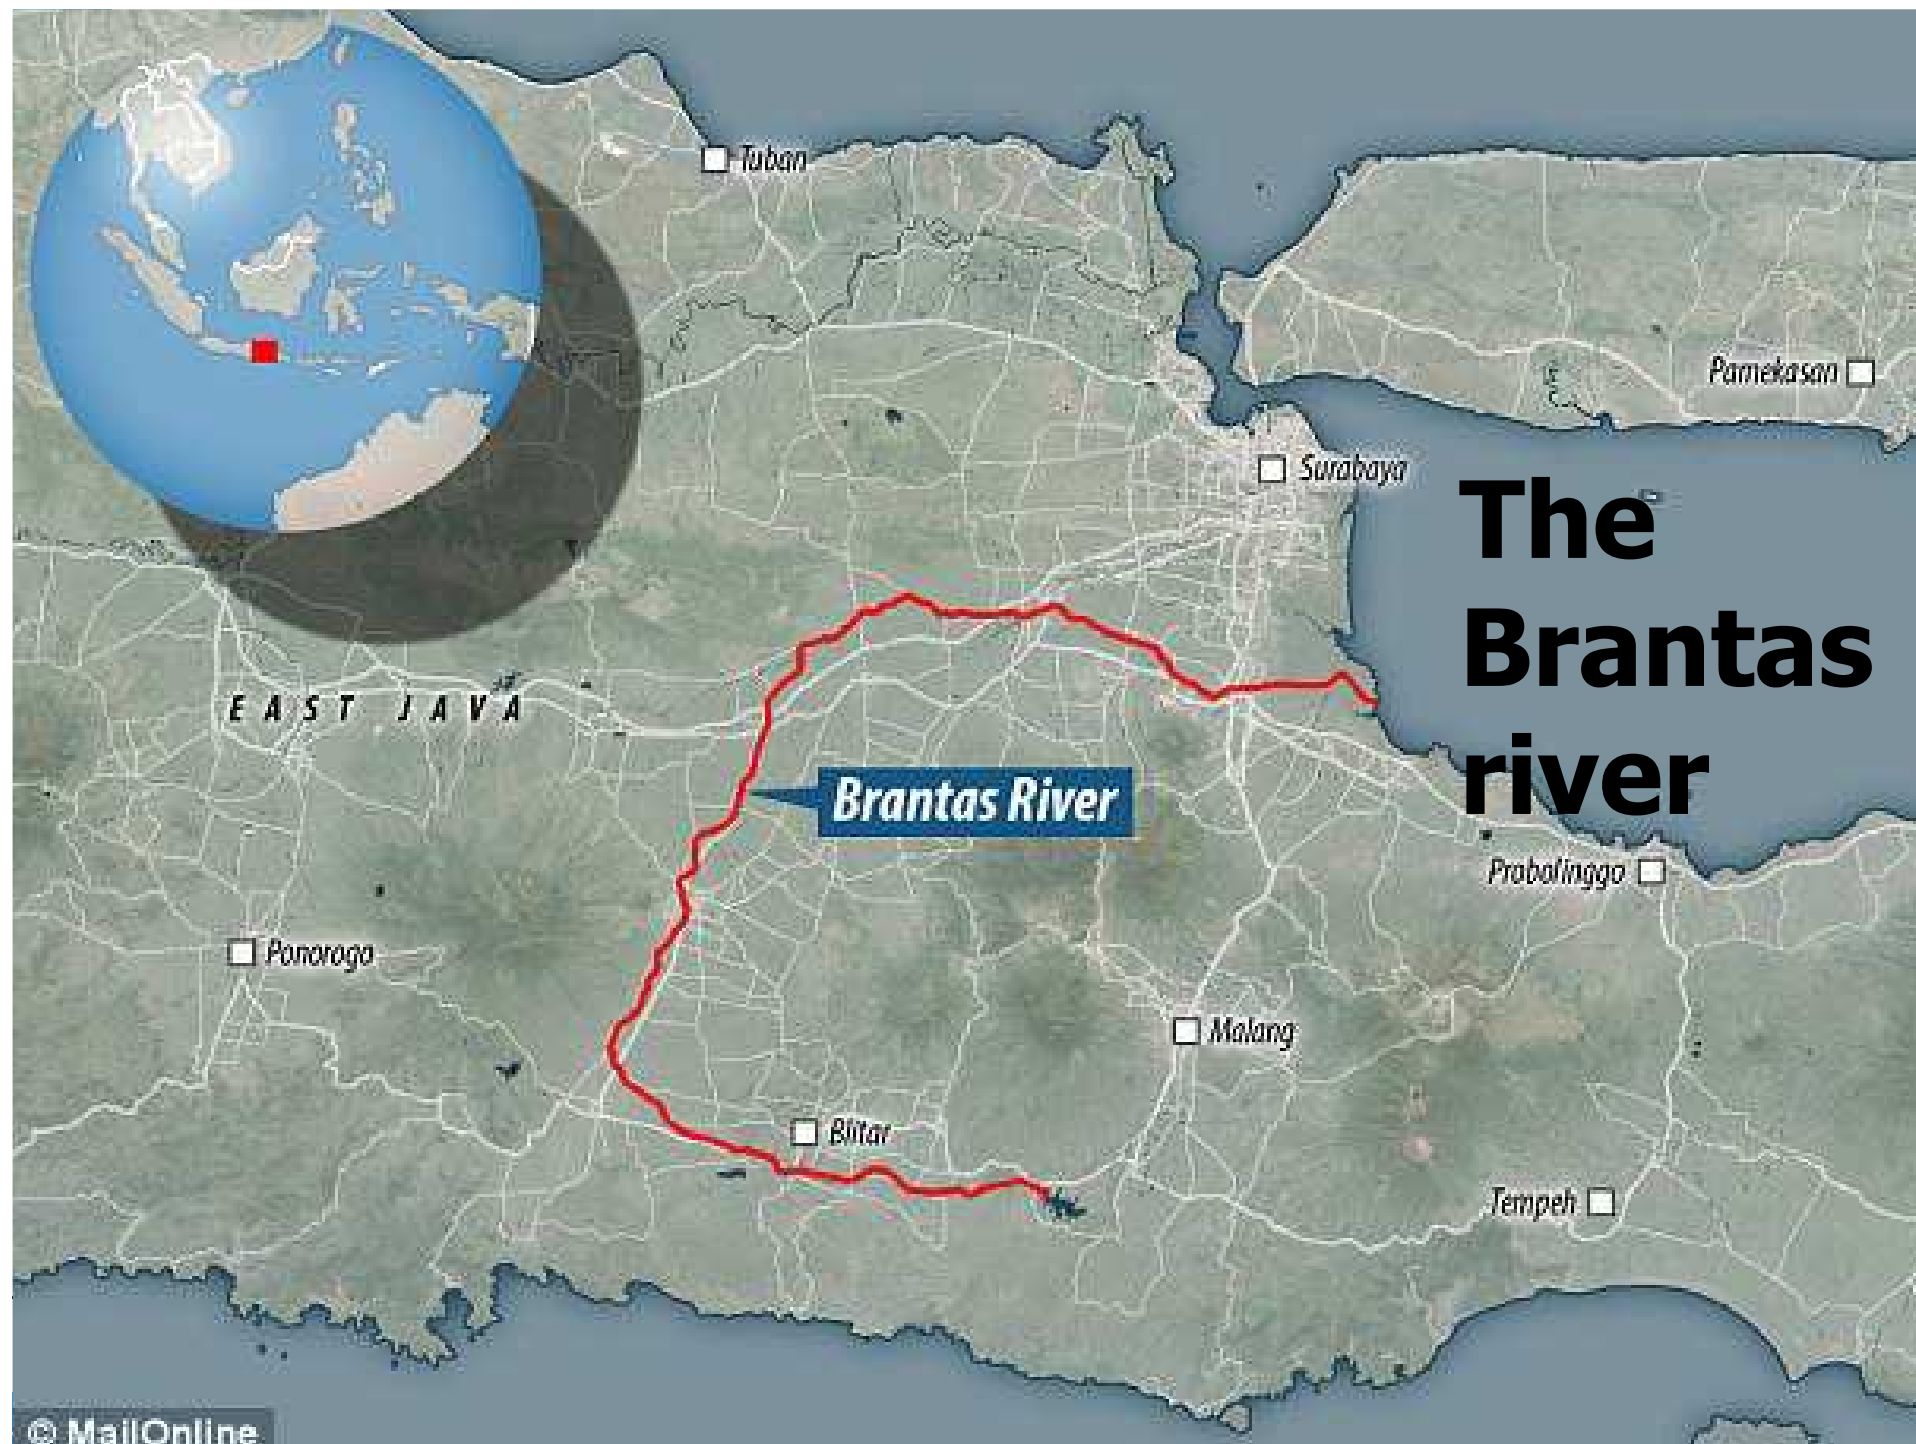 Tuban
Pamekasan
Surabaya
The
Brantas
river
EAST JAVA
Brantas River
Probolinggo
Ponorogo
Malang
Blitar
Tempeh
© MailOnline